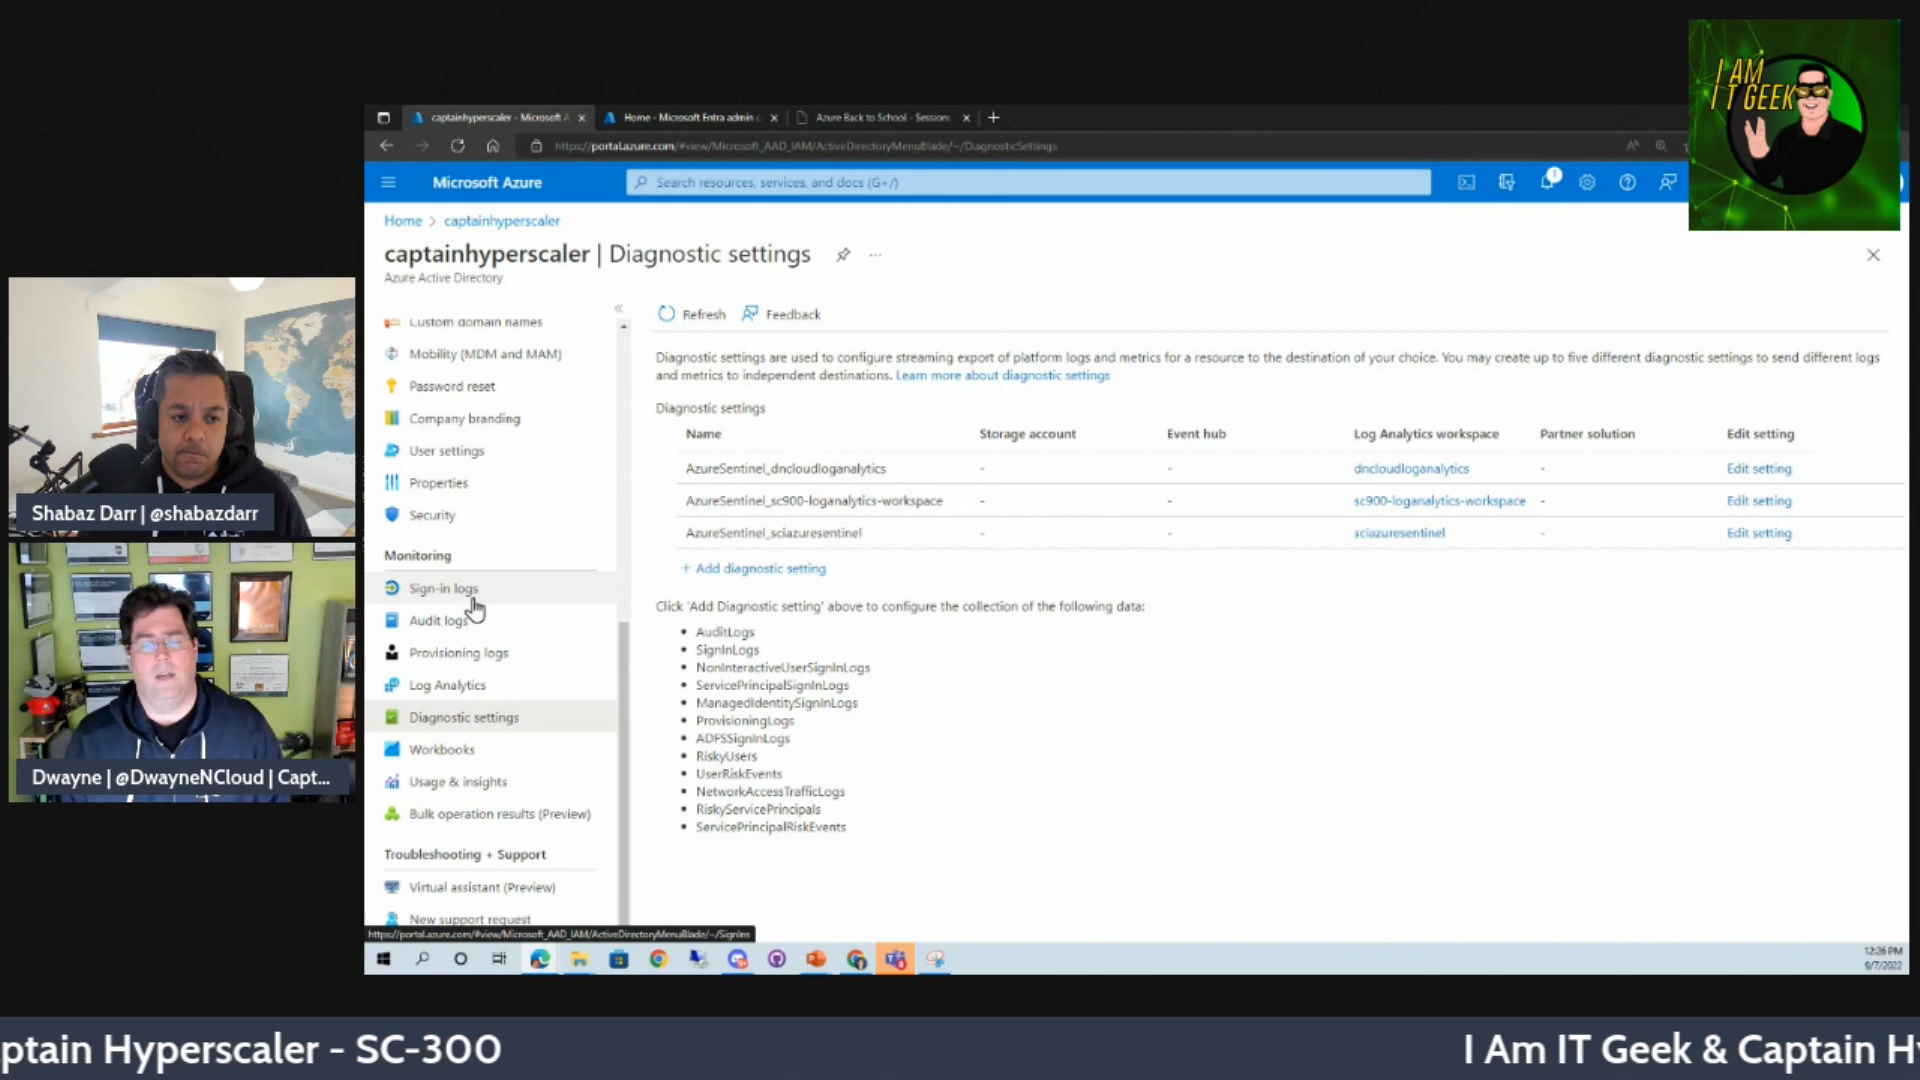 I AM
IT GEEK
captainhyperscaler - Microsoft A
Home - Microsoft Entra admin c
Azure Back to School - Sessions
https://portal.azure.com/#view/Microsoft_AAD_IAM/ActiveDirectoryMenuBlade/~/DiagnosticSettings
Microsoft Azure
Search resources, services, and docs (G+/)
1
Home > captainhyperscaler
captainhyperscaler | Diagnostic settings
Azure Active Directory
Custom domain names
Mobility (MDM and MAM)
Password reset
Company branding
User settings
Properties
Security
Monitoring
Sign-in logs
Audit logs
Provisioning logs
Log Analytics
Diagnostic settings
Workbooks
Usage & insights
Bulk operation results (Preview)
Troubleshooting + Support
Virtual assistant (Preview)
New support request
https://portal.azure.com/#view/Microsoft_AAD_IAM/ActiveDirectoryMenuBlade/~/SignIns
Refresh Feedback
Diagnostic settings are used to configure streaming export of platform logs and metrics for a resource to the destination of your choice. You may create up to five different diagnostic settings to send different logs
and metrics to independent destinations. Learn more about diagnostic settings
Diagnostic settings
Name Storage account Event hub Log Analytics workspace Partner solution Edit setting
AzureSentinel_dncloudloganalytics - - dncloudloganalytics - Edit setting
AzureSentinel_sc900-loganalytics-workspace - - sc900-loganalytics-workspace - Edit setting
AzureSentinel_sciazuresentinel - - sciazuresentinel - Edit setting
+ Add diagnostic setting
Click 'Add Diagnostic setting' above to configure the collection of the following data:
• AuditLogs
• SignInLogs
• NonInteractiveUserSignInLogs
• ServicePrincipalSignInLogs
• ManagedIdentitySignInLogs
• ProvisioningLogs
• ADFSSignInLogs
• RiskyUsers
• UserRiskEvents
• NetworkAccessTrafficLogs
• RiskyServicePrincipals
• ServicePrincipalRiskEvents
12:26 PM
9/7/2022
Shabaz Darr | @shabazdarr
Dwayne | @DwayneNCloud | Capt...
ptain Hyperscaler - SC-300
I Am IT Geek & Captain Hy